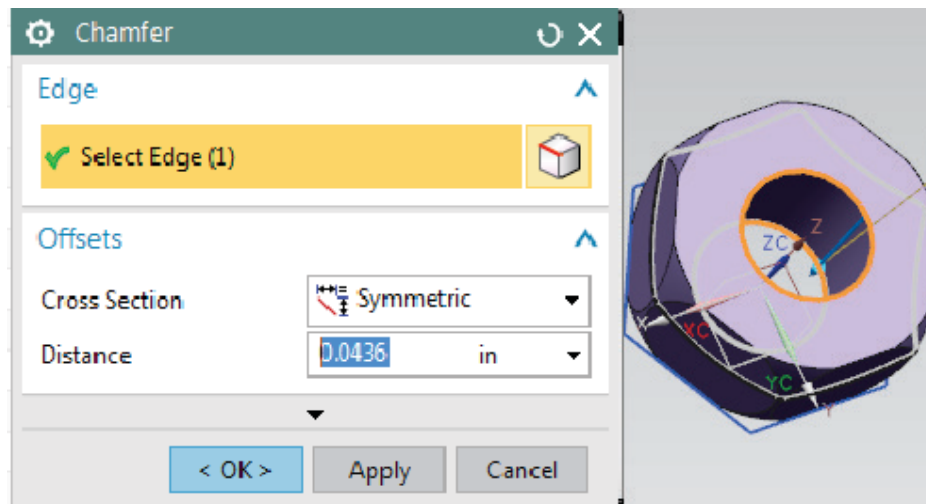 Chamfer
Edge
Select Edge (1)
Offsets
Cross Section Symmetric
Distance 0.0436 in
< OK > Apply Cancel
Z
ZC
X
XC
YC
Y